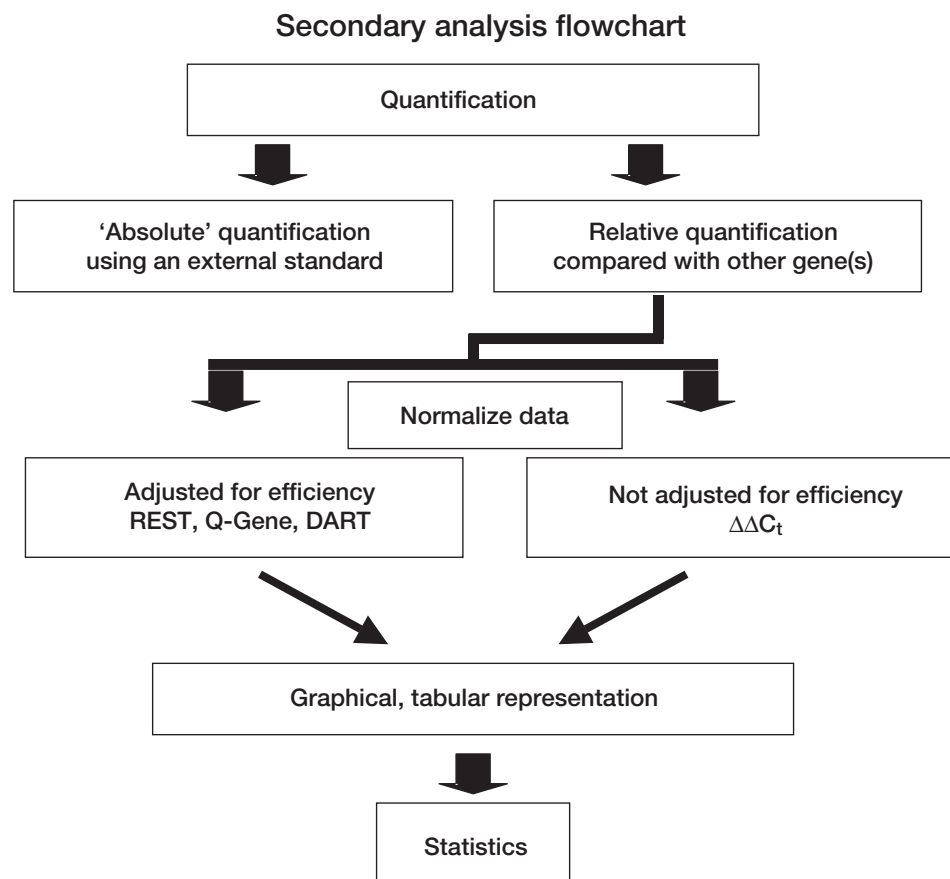 Secondary analysis flowchart
Quantification
‘Absolute’ quantification
using an external standard
Relative quantification
compared with other gene(s)
Normalize data
Adjusted for efficiency
REST, Q-Gene, DART
Not adjusted for efficiency
ΔΔCₜ
Graphical, tabular representation
Statistics